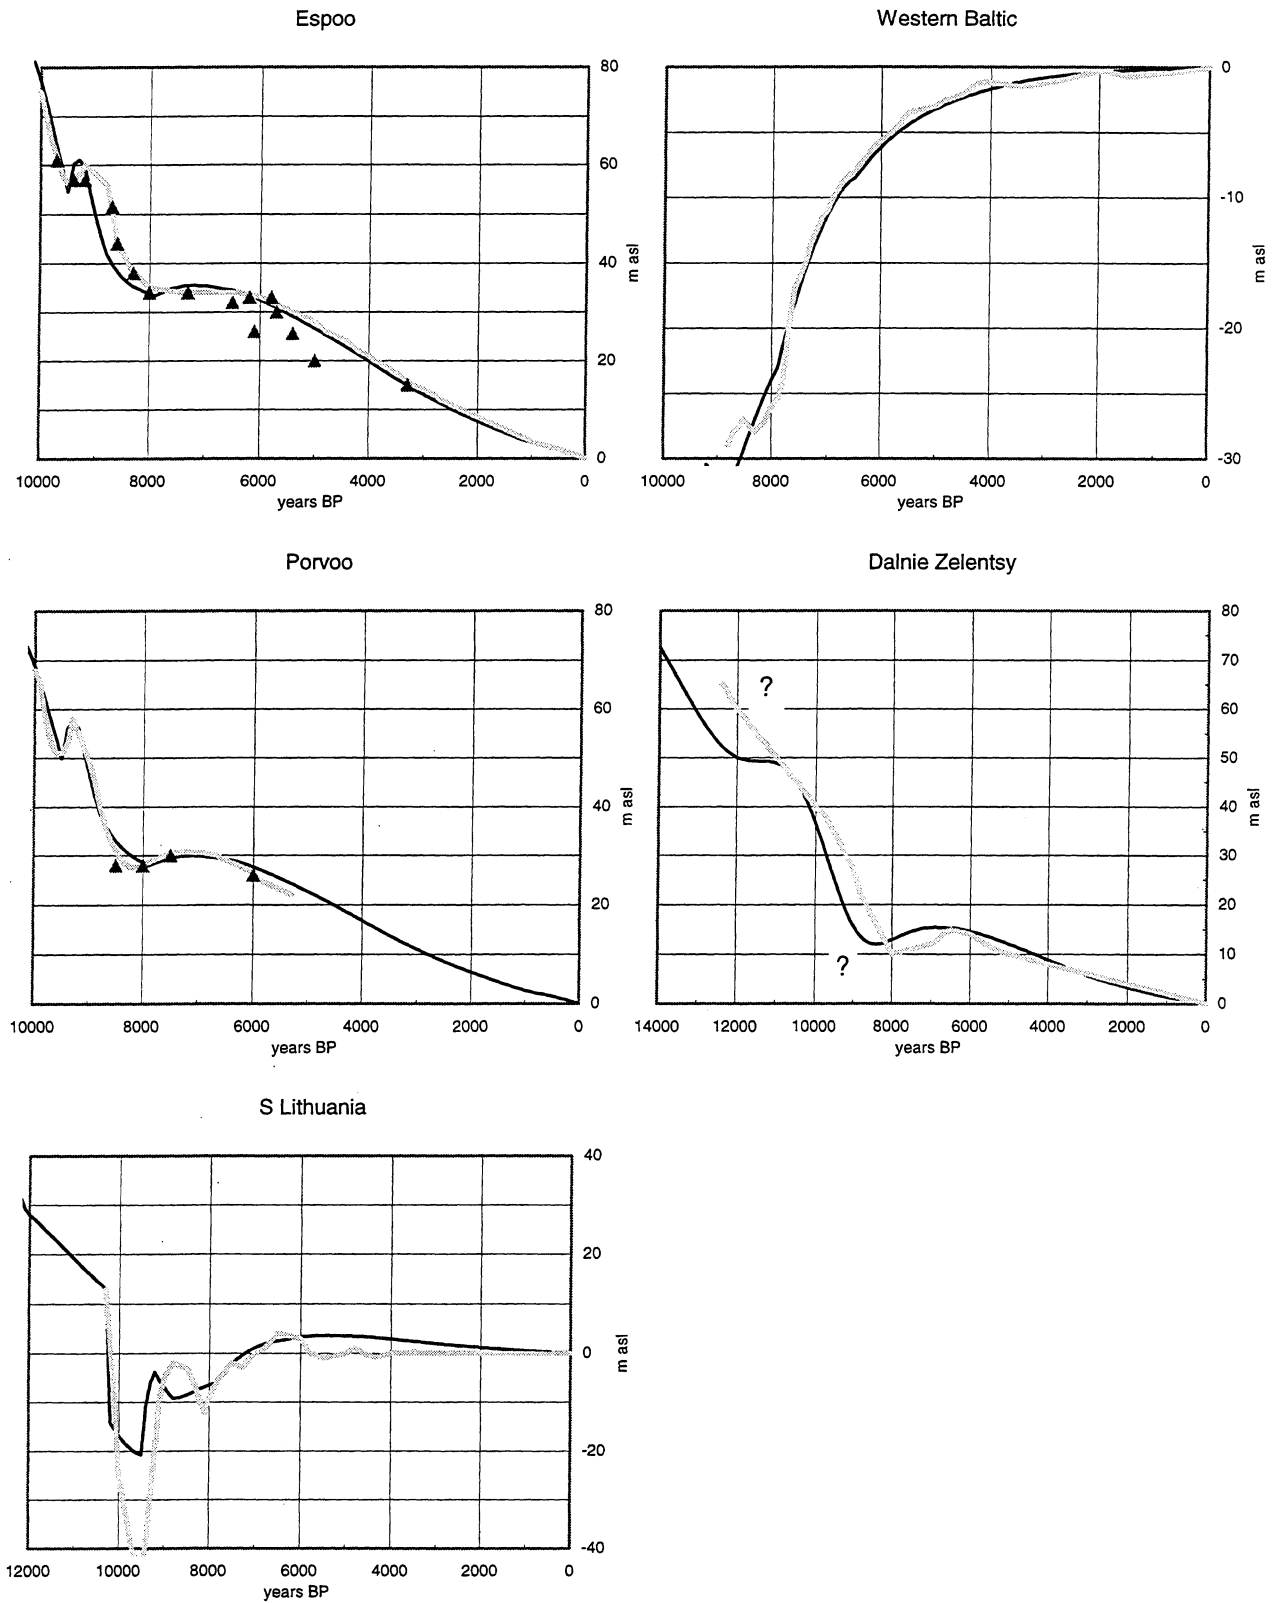 Espoo
80
60
40
20
0
m asl
10000 8000 6000 4000 2000 0
years BP
Western Baltic
0
-10
-20
-30
m asl
10000 8000 6000 4000 2000 0
years BP
Porvoo
80
60
40
20
0
m asl
10000 8000 6000 4000 2000 0
years BP
Dalnie Zelentsy
80
70
60
50
40
30
20
10
0
m asl
?
?
14000 12000 10000 8000 6000 4000 2000 0
years BP
S Lithuania
40
20
0
-20
-40
m asl
12000 10000 8000 6000 4000 2000 0
years BP